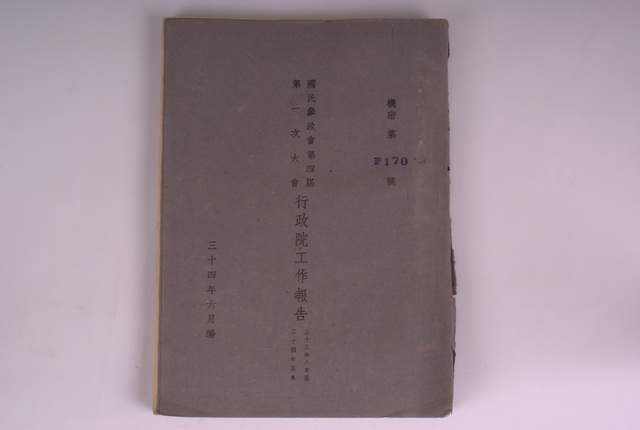 機密第 170 號
國民參政會第四屆
第一次大會
行政院工作報告
三十四年六月編